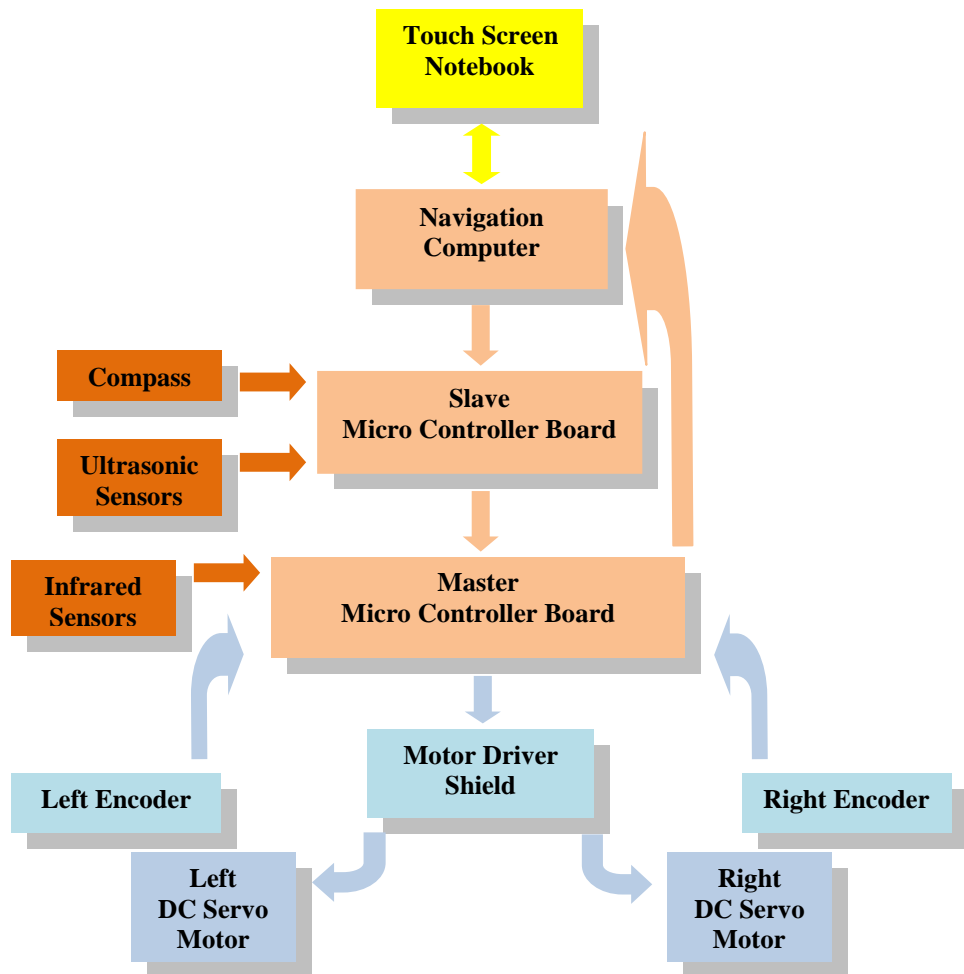 Touch Screen
Notebook
Navigation
Computer
Compass
Slave
Micro Controller Board
Ultrasonic
Sensors
Infrared
Sensors
Master
Micro Controller Board
Motor Driver
Shield
Left Encoder
Right Encoder
Left
DC Servo
Motor
Right
DC Servo
Motor